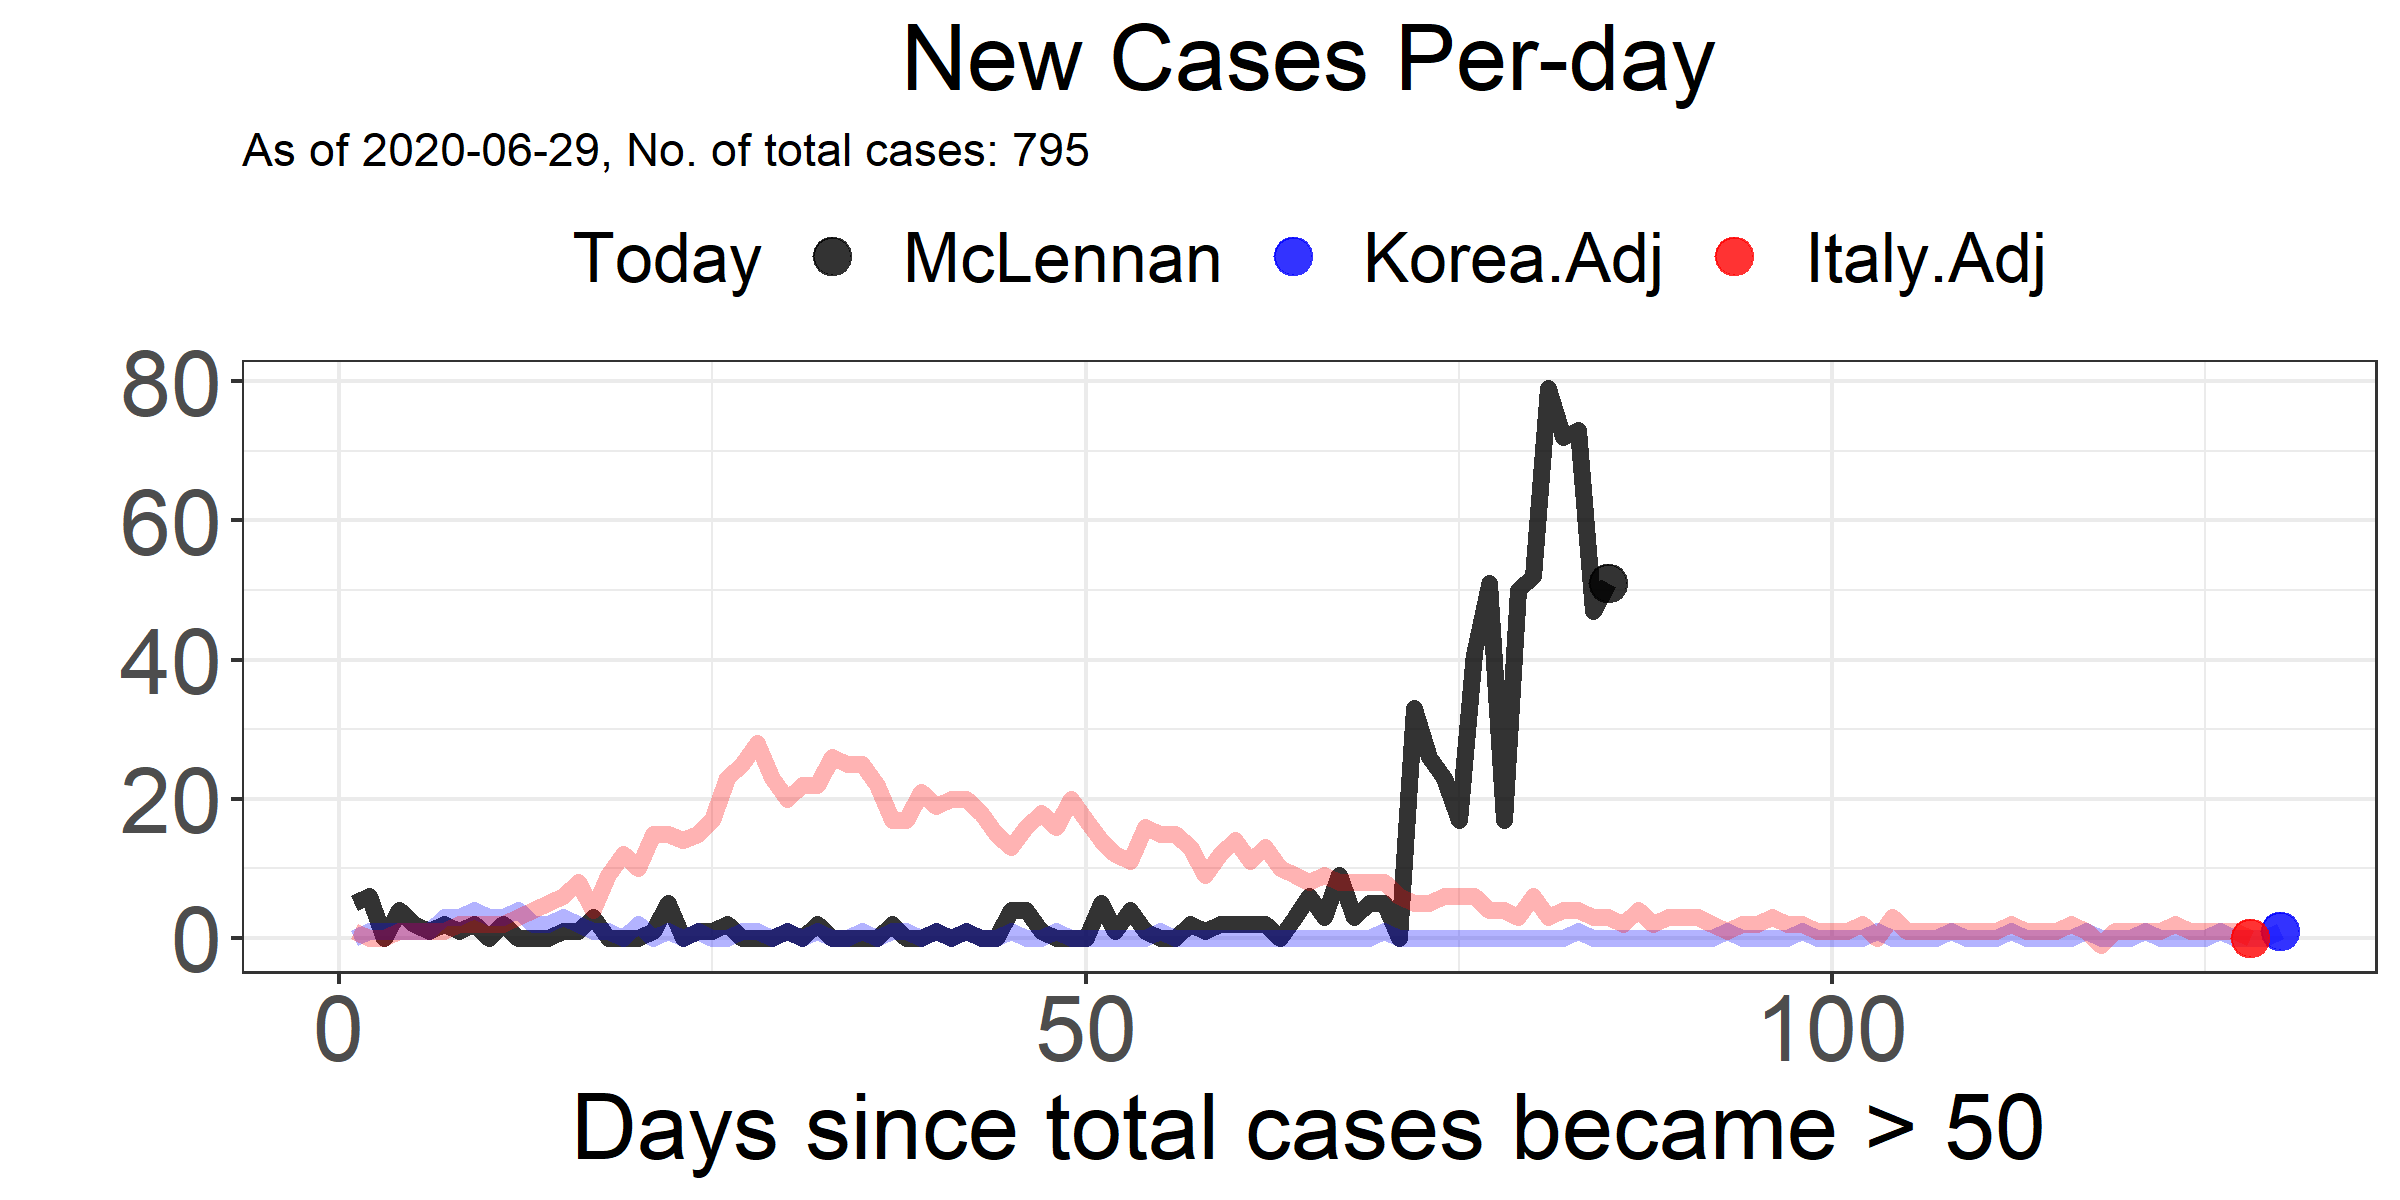 New Cases Per-day
As of 2020-06-29, No. of total cases: 795
Today McLennan Korea.Adj Italy.Adj
80
60
40
20
0
0 50 100
Days since total cases became > 50